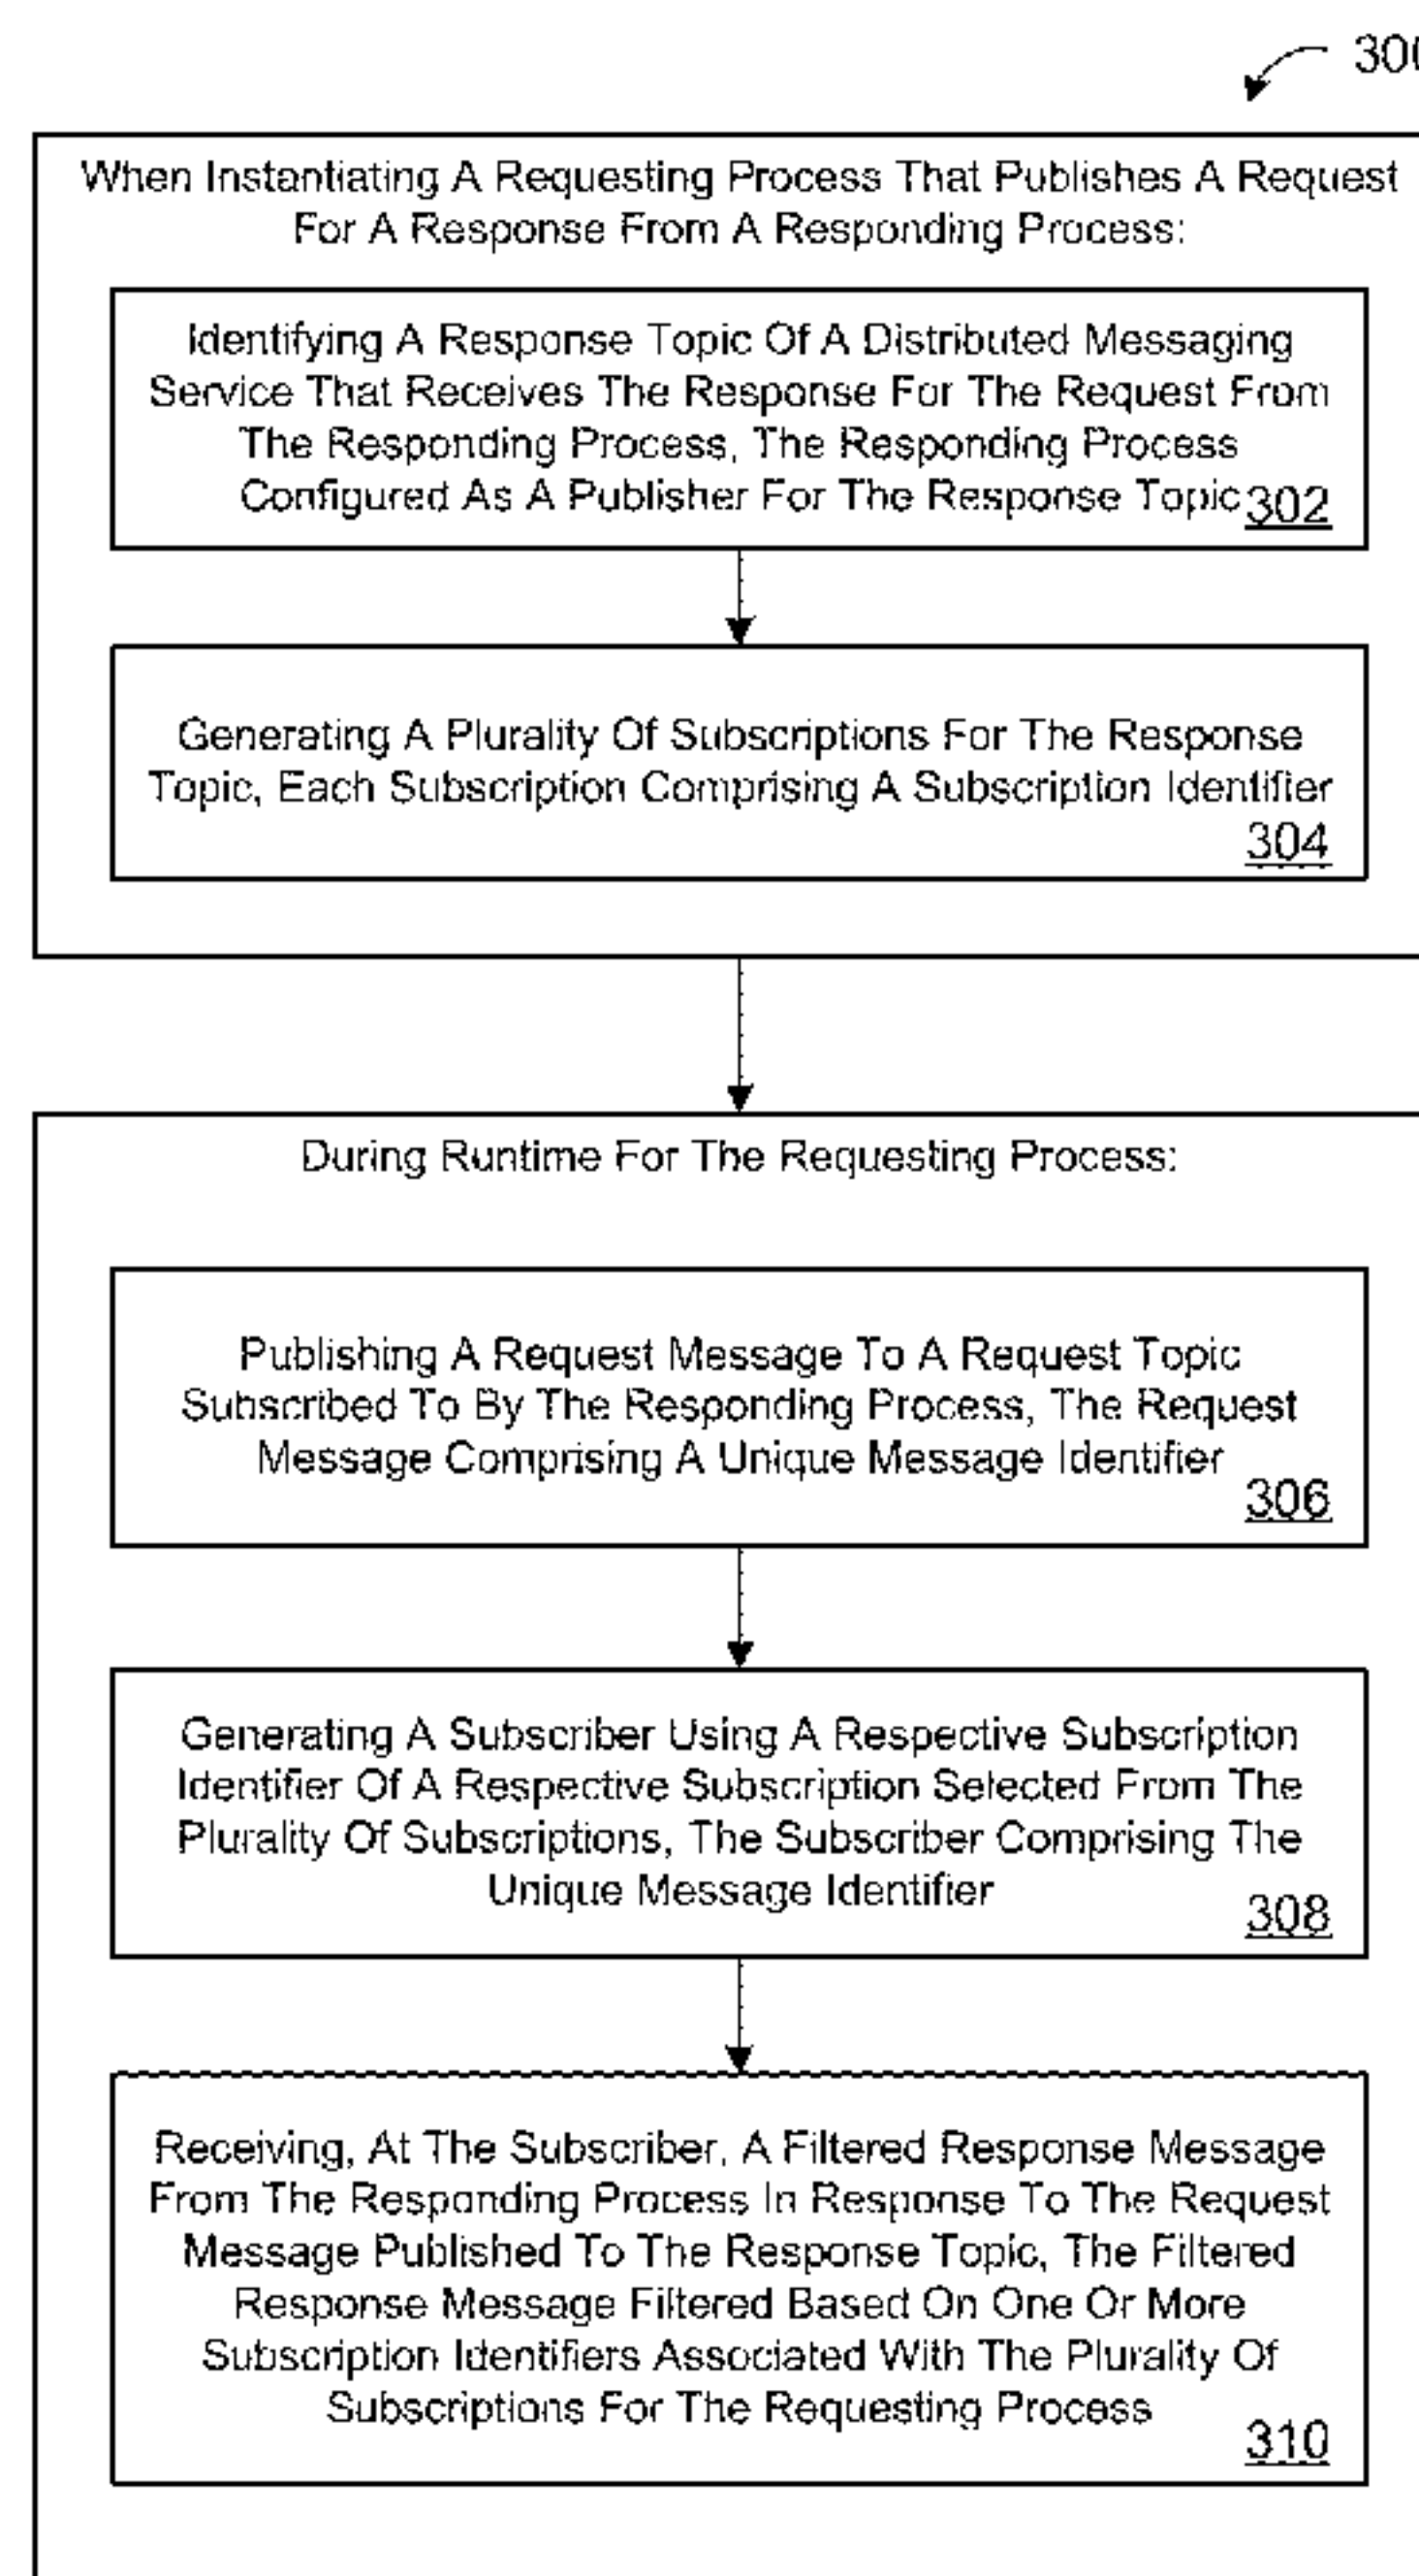 300
When Instantiating A Requesting Process That Publishes A Request
For A Response From A Responding Process:
Identifying A Response Topic Of A Distributed Messaging
Service That Receives The Response For The Request From
The Responding Process, The Responding Process
Configured As A Publisher For The Response Topic
302
Generating A Plurality Of Subscriptions For The Response
Topic, Each Subscription Comprising A Subscription Identifier
304
During Runtime For The Requesting Process:
Publishing A Request Message To A Request Topic
Subscribed To By The Responding Process, The Request
Message Comprising A Unique Message Identifier
306
Generating A Subscriber Using A Respective Subscription
Identifier Of A Respective Subscription Selected From The
Plurality Of Subscriptions, The Subscriber Comprising The
Unique Message Identifier
308
Receiving, At The Subscriber, A Filtered Response Message
From The Responding Process In Response To The Request
Message Published To The Response Topic, The Filtered
Response Message Filtered Based On One Or More
Subscription Identifiers Associated With The Plurality Of
Subscriptions For The Requesting Process
310